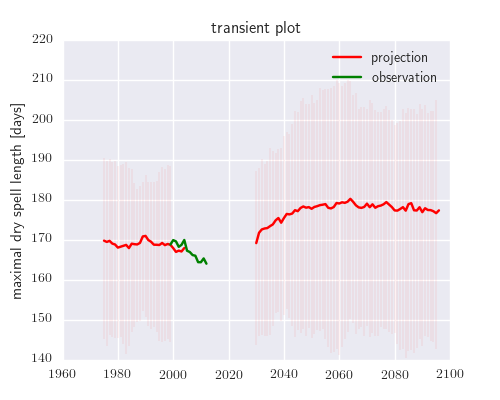 transient plot
220
210
200
190
180
170
160
150
140
maximal dry spell length [days]
projection
observation
1960 1980 2000 2020 2040 2060 2080 2100